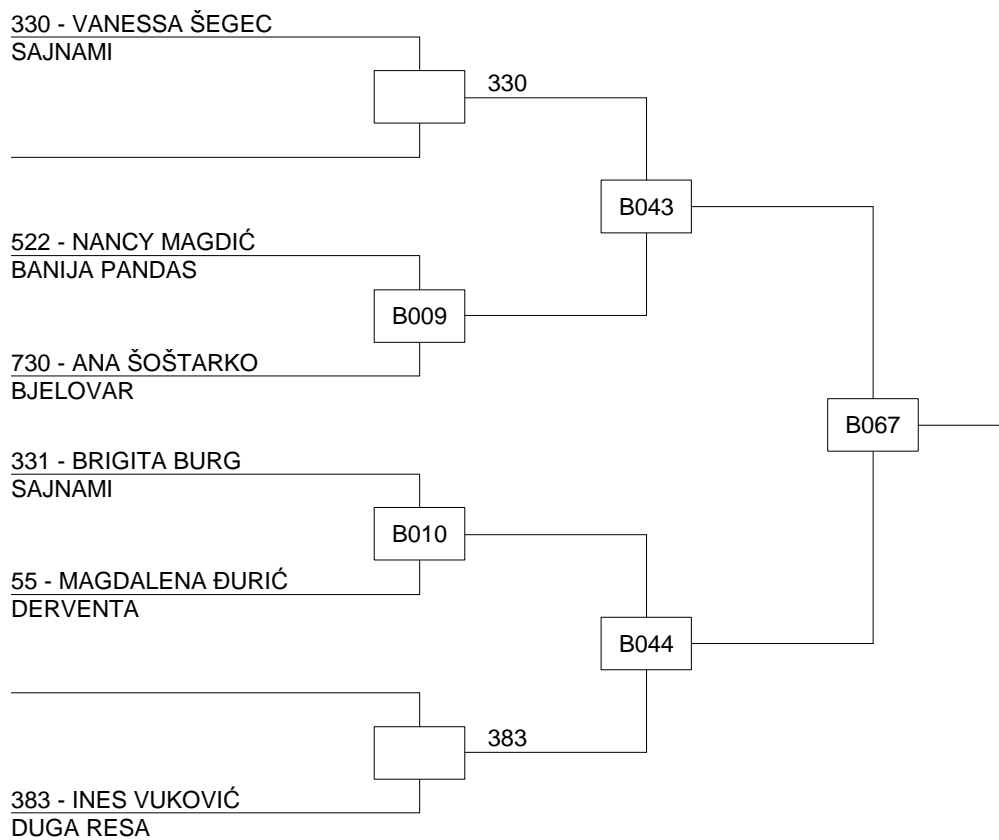 330 - VANESSA ŠEGEC
SAJNAMI
330
B043
522 - NANCY MAGDIĆ
BANIJA PANDAS
B009
730 - ANA ŠOŠTARKO
BJELOVAR
B067
331 - BRIGITA BURG
SAJNAMI
B010
55 - MAGDALENA ĐURIĆ
DERVENTA
B044
383
383 - INES VUKOVIĆ
DUGA RESA